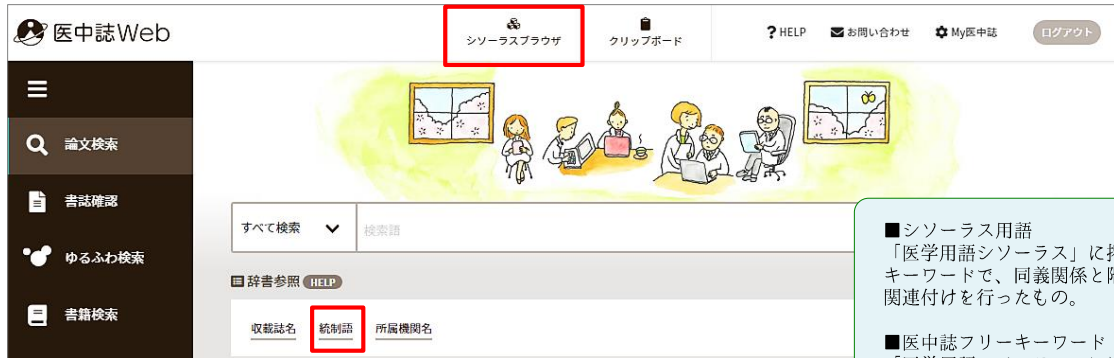 医中誌Web
シソーラスブラウザ
クリップボード
? HELP
お問い合わせ
My医中誌
ログアウト
論文検索
書誌確認
ゆるふわ検索
書籍検索
すべて検索
検索語
辞書参照 HELP
収載誌名 統制語 所属機関名
■シソーラス用語
「医学用語シソーラス」に
キーワードで、同義関係と
関連付けを行ったもの。
■医中誌フリーキーワード